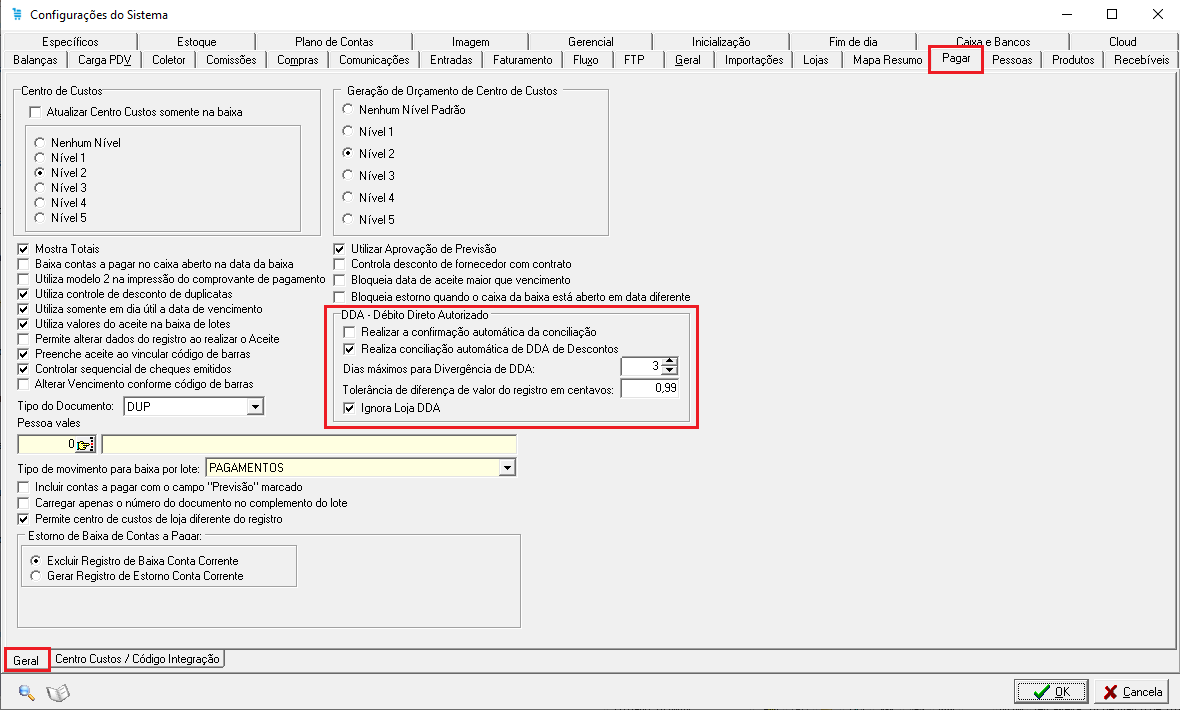 Configurações do Sistema
Específicos Estoque Plano de Contas Imagem Gerencial Inicialização Fim de dia Caixa e Bancos Cloud
Balanças Carga PDV Coletor Comissões Compras Comunicações Entradas Faturamento Fluxo FTP Geral Importações Lojas Mapa Resumo Pagar Pessoas Produtos Recebíveis
Centro de Custos
Atualizar Centro Custos somente na baixa
Nenhum Nível
Nível 1
Nível 2
Nível 3
Nível 4
Nível 5
Geração de Orçamento de Centro de Custos
Nenhum Nível Padrão
Nível 1
Nível 2
Nível 3
Nível 4
Nível 5
Mostra Totais
Baixa contas a pagar no caixa aberto na data da baixa
Utiliza modelo 2 na impressão do comprovante de pagamento
Utiliza controle de desconto de duplicatas
Utiliza somente em dia útil a data de vencimento
Utiliza valores do aceite na baixa de lotes
Permite alterar dados do registro ao realizar o Aceite
Preenche aceite ao vincular código de barras
Controlar sequencial de cheques emitidos
Alterar Vencimento conforme código de barras
Utilizar Aprovação de Previsão
Controla desconto de fornecedor com contrato
Bloqueia data de aceite maior que vencimento
Bloqueia estorno quando o caixa da baixa está aberto em data diferente
DDA - Débito Direto Autorizado
Realizar a confirmação automática da conciliação
Realiza conciliação automática de DDA de Descontos
Dias máximos para Divergência de DDA: 3
Tolerância de diferença de valor do registro em centavos: 0,99
Ignora Loja DDA
Tipo do Documento: DUP
Pessoa vales
0
Tipo de movimento para baixa por lote: PAGAMENTOS
Incluir contas a pagar com o campo "Previsão" marcado
Carregar apenas o número do documento no complemento do lote
Permite centro de custos de loja diferente do registro
Estorno de Baixa de Contas a Pagar:
Excluir Registro de Baixa Conta Corrente
Gerar Registro de Estorno Conta Corrente
Geral Centro Custos / Código Integração
OK Cancela